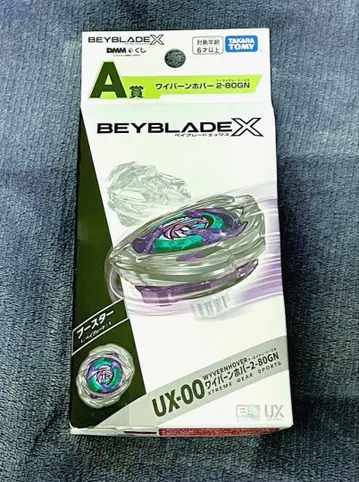 BEYBLADE X
DMMくじ
対象年齢
6才以上
TAKARA TOMY
A賞
ワイバーンホバー 2-80GN
BEYBLADE X
ベイブレードエックス
ブースター
UX-00
WYVERNHOVER
ワイバーンホバー2-80GN
XTREME GEAR SPORTS
UX